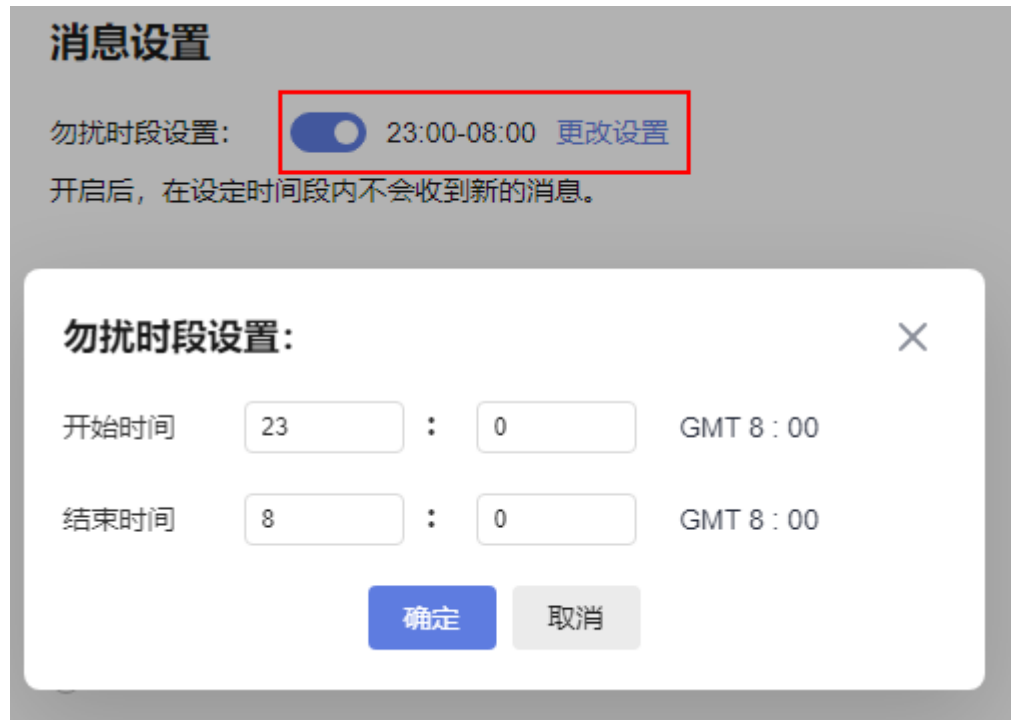 消息设置
勿扰时段设置： 23:00-08:00 更改设置
开启后，在设定时间段内不会收到新的消息。
勿扰时段设置：
开始时间 23 : 0 GMT 8 : 00
结束时间 8 : 0 GMT 8 : 00
确定 取消